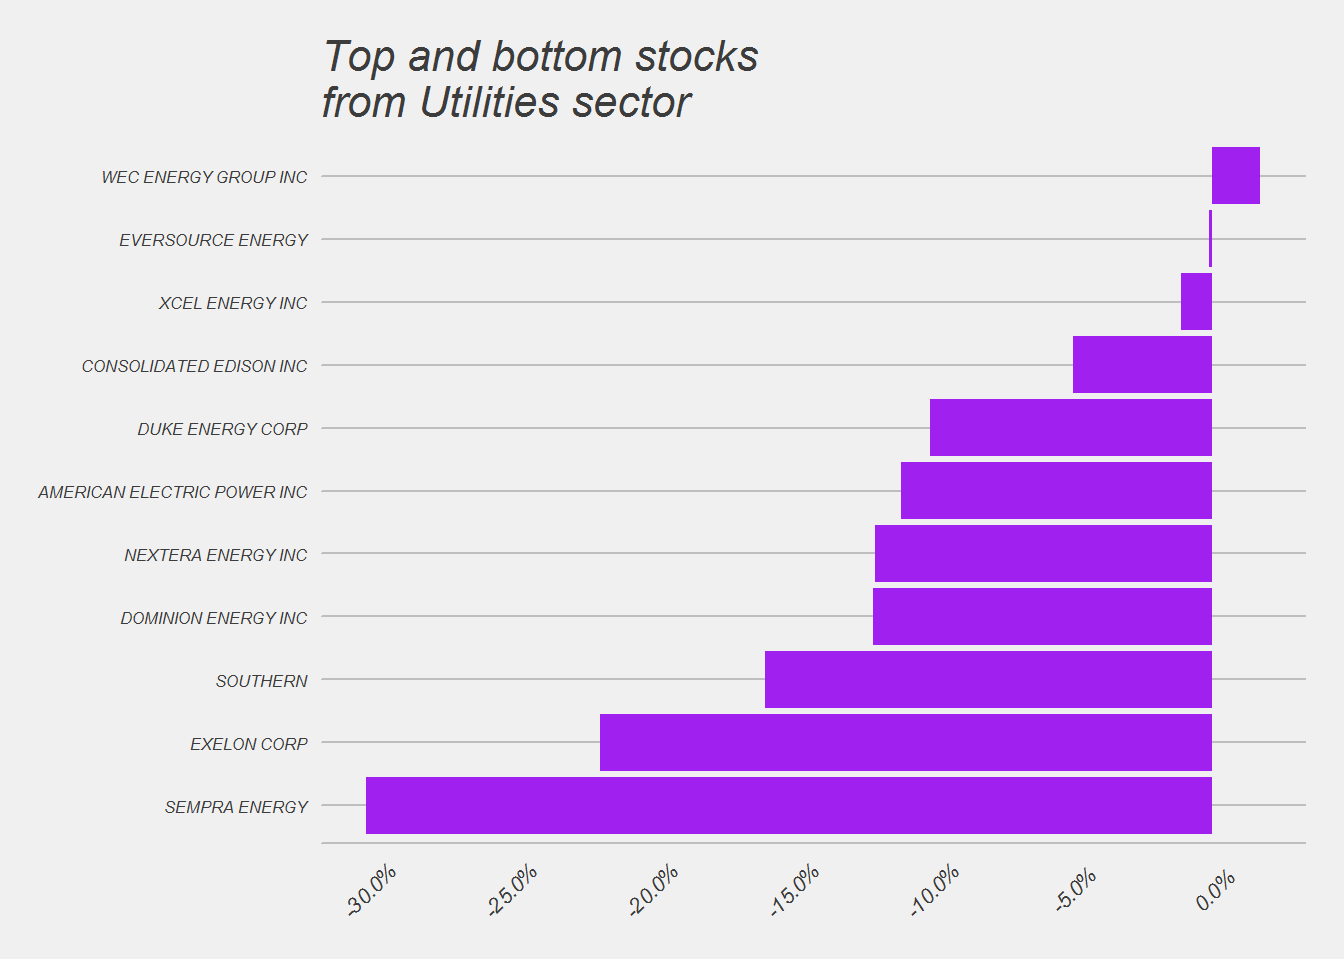 Top and bottom stocks
from Utilities sector
WEC ENERGY GROUP INC
EVERSOURCE ENERGY
XCEL ENERGY INC
CONSOLIDATED EDISON INC
DUKE ENERGY CORP
AMERICAN ELECTRIC POWER INC
NEXTERA ENERGY INC
DOMINION ENERGY INC
SOUTHERN
EXELON CORP
SEMPRA ENERGY
-30.0%
-25.0%
-20.0%
-15.0%
-10.0%
-5.0%
0.0%